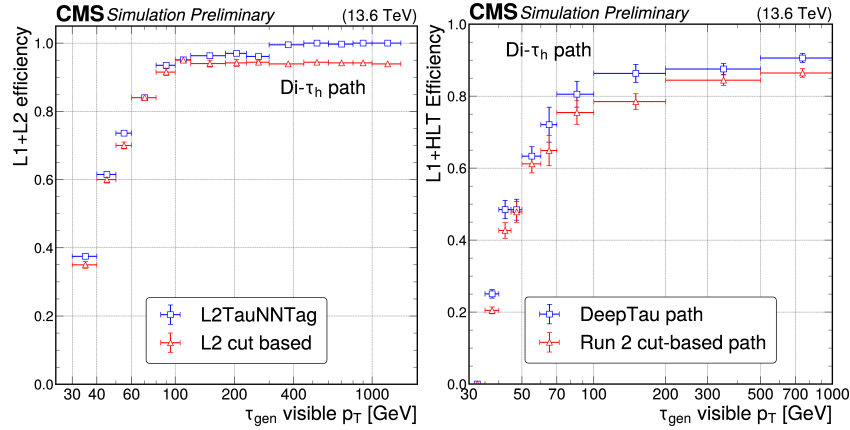 CMS Simulation Preliminary (13.6 TeV)
L1+L2 efficiency
1.0
0.8
0.6
0.4
0.2
0.0
Di-τh path
L2TauNNTag
L2 cut based
30 40 60 100 200 400 1000
τgen visible pT [GeV]
CMS Simulation Preliminary (13.6 TeV)
L1+HLT Efficiency
1.0
0.8
0.6
0.4
0.2
0.0
Di-τh path
DeepTau path
Run 2 cut-based path
30 50 70 100 200 300 500 700 1000
τgen visible pT [GeV]